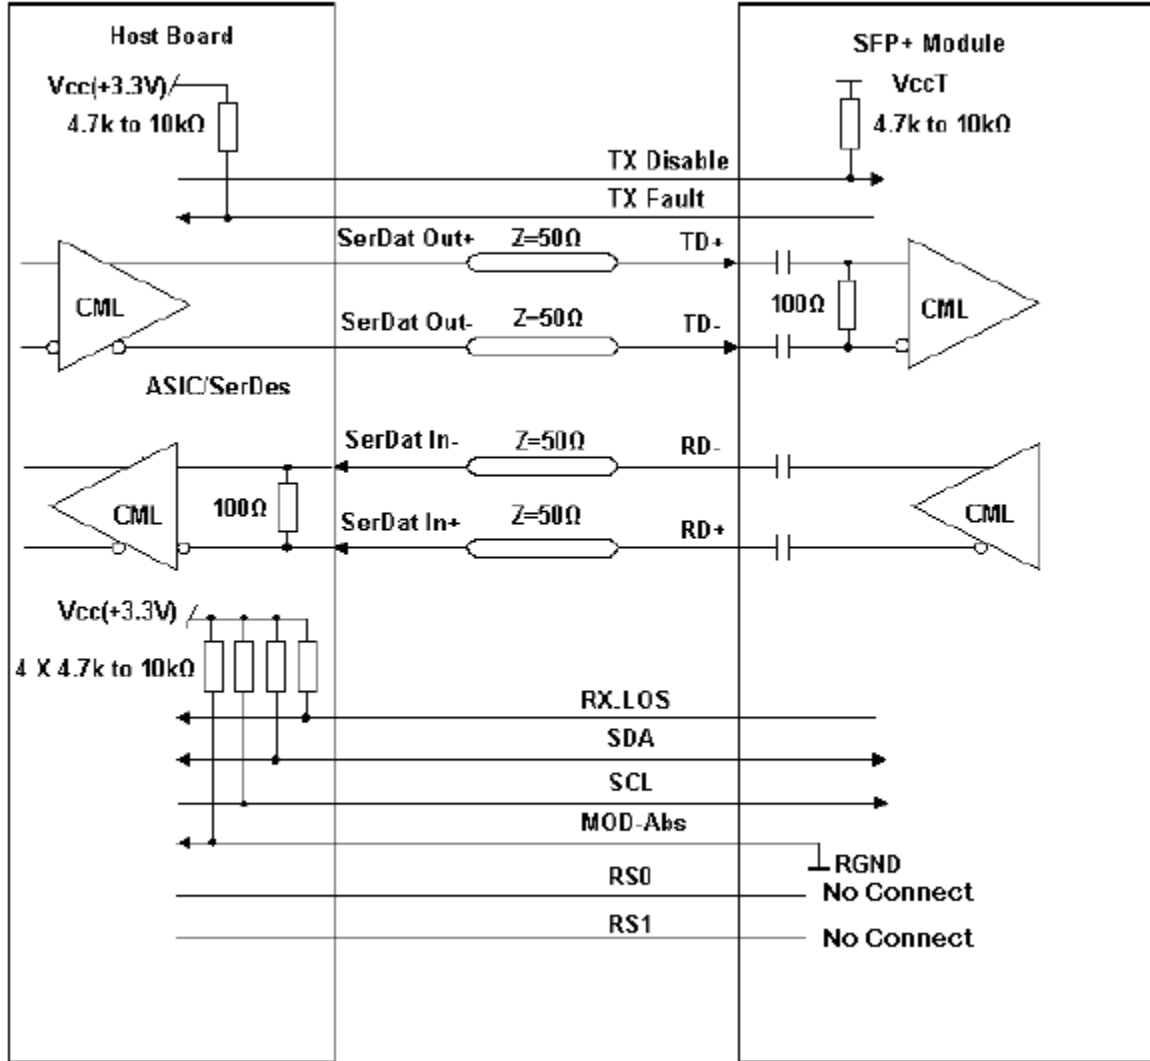 Host Board
SFP+ Module
Vcc(+3.3V)
VccT
4.7k to 10kΩ
4.7k to 10kΩ
TX Disable
TX Fault
SerDat Out+
Z=50Ω
TD+
CML
100Ω
CML
SerDat Out-
Z=50Ω
TD-
ASIC/SerDes
SerDat In-
Z=50Ω
RD-
100Ω
CML
CML
SerDat In+
Z=50Ω
RD+
Vcc(+3.3V)
4 X 4.7k to 10kΩ
RX_LOS
SDA
SCL
MOD-Abs
RGND
RS0
No Connect
RS1
No Connect